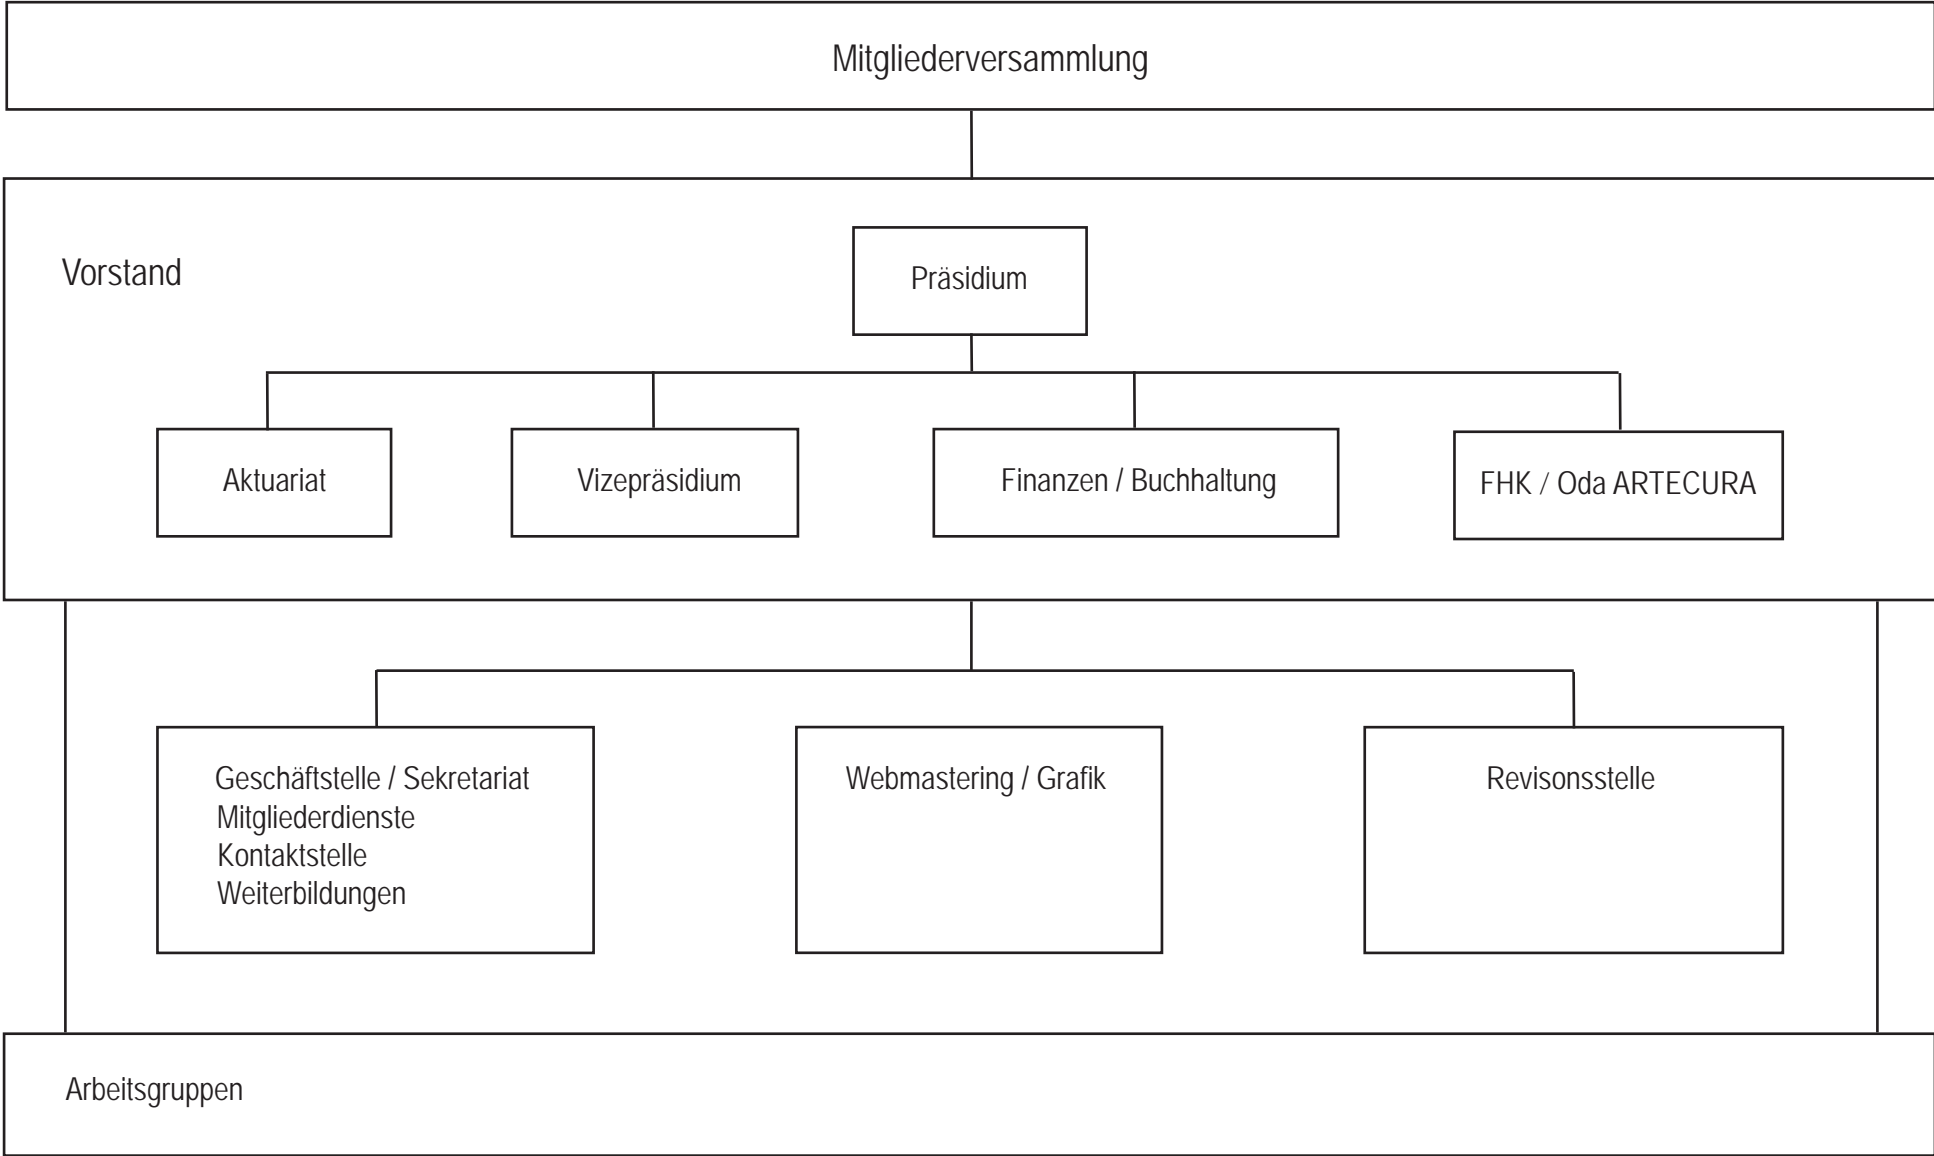 Mitgliederversammlung
Vorstand
Präsidium
Aktuariat
Vizepräsidium
Finanzen / Buchhaltung
FHK / Oda ARTECURA
Geschäftstelle / Sekretariat
Mitgliederdienste
Kontaktstelle
Weiterbildungen
Webmastering / Grafik
Revisonsstelle
Arbeitsgruppen